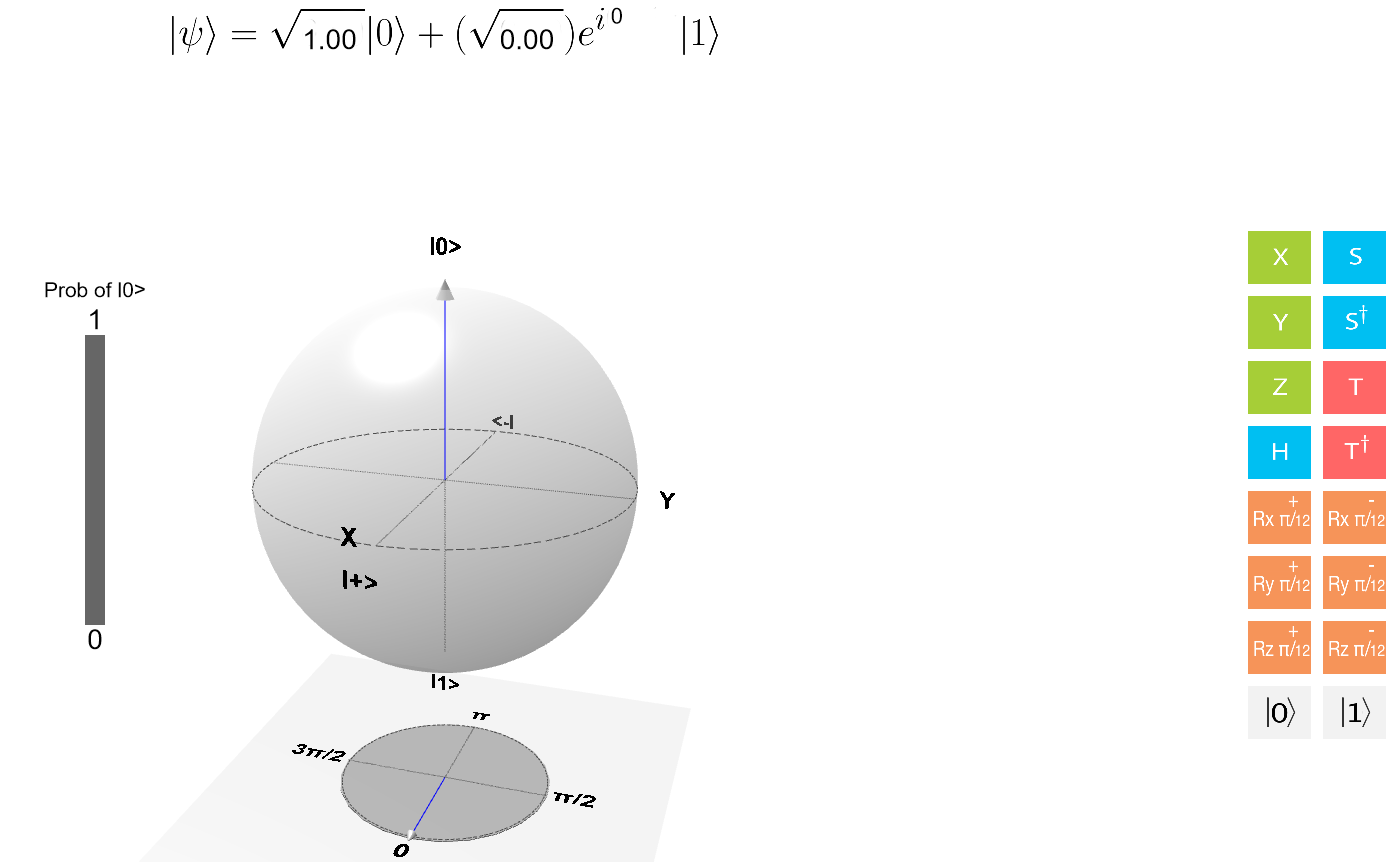 |ψ⟩ = √1.00 |0⟩ + (√0.00 )e^{i 0} |1⟩
|0>
Prob of |0>
1
0
<-|
Y
X
|+>
|1>
π
3π/2
π/2
0
X S
Y S†
Z T
H T†
Rx π/12 + Rx π/12 -
Ry π/12 + Ry π/12 -
Rz π/12 + Rz π/12 -
|0⟩ |1⟩